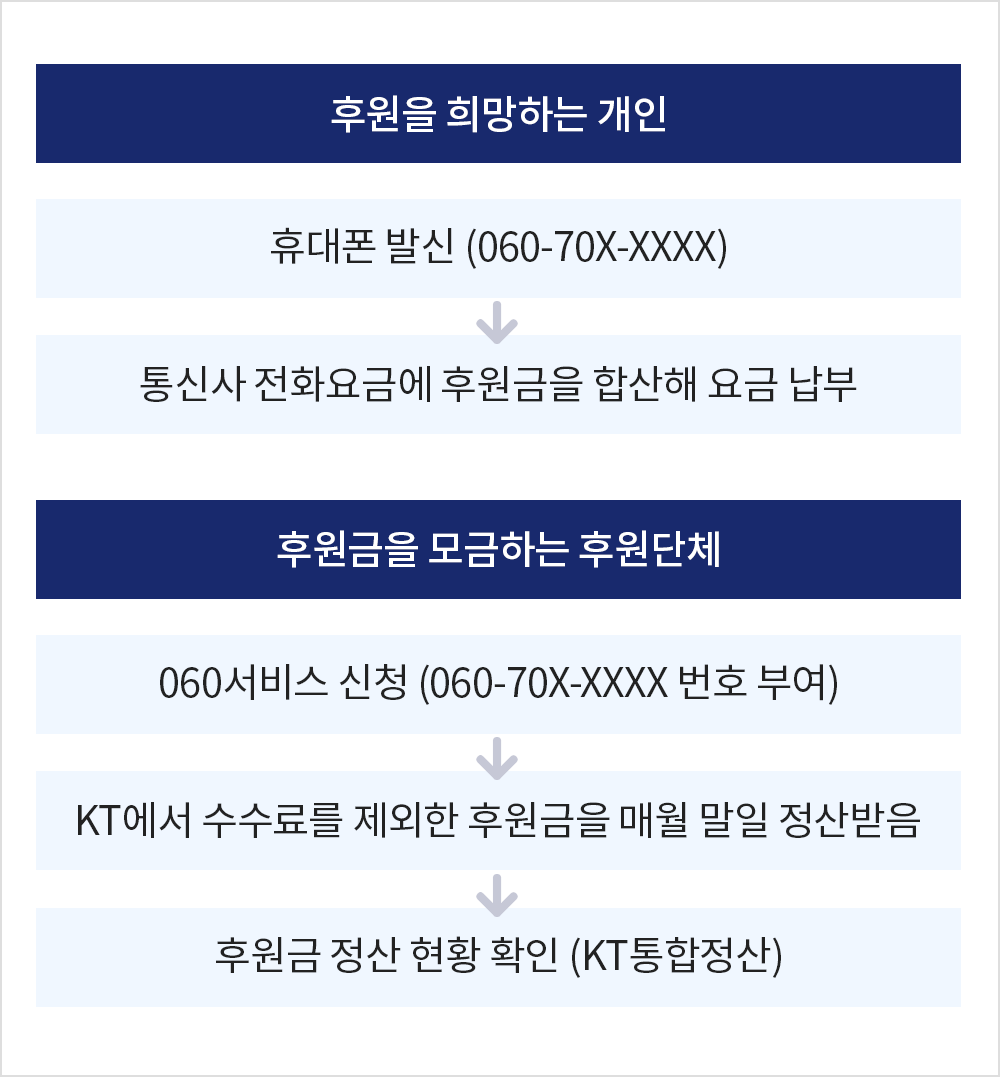 후원을 희망하는 개인
휴대폰 발신 (060-70X-XXXX)
통신사 전화요금에 후원금을 합산해 요금 납부
후원금을 모금하는 후원단체
060서비스 신청 (060-70X-XXXX 번호 부여)
KT에서 수수료를 제외한 후원금을 매월 말일 정산받음
후원금 정산 현황 확인 (KT통합정산)